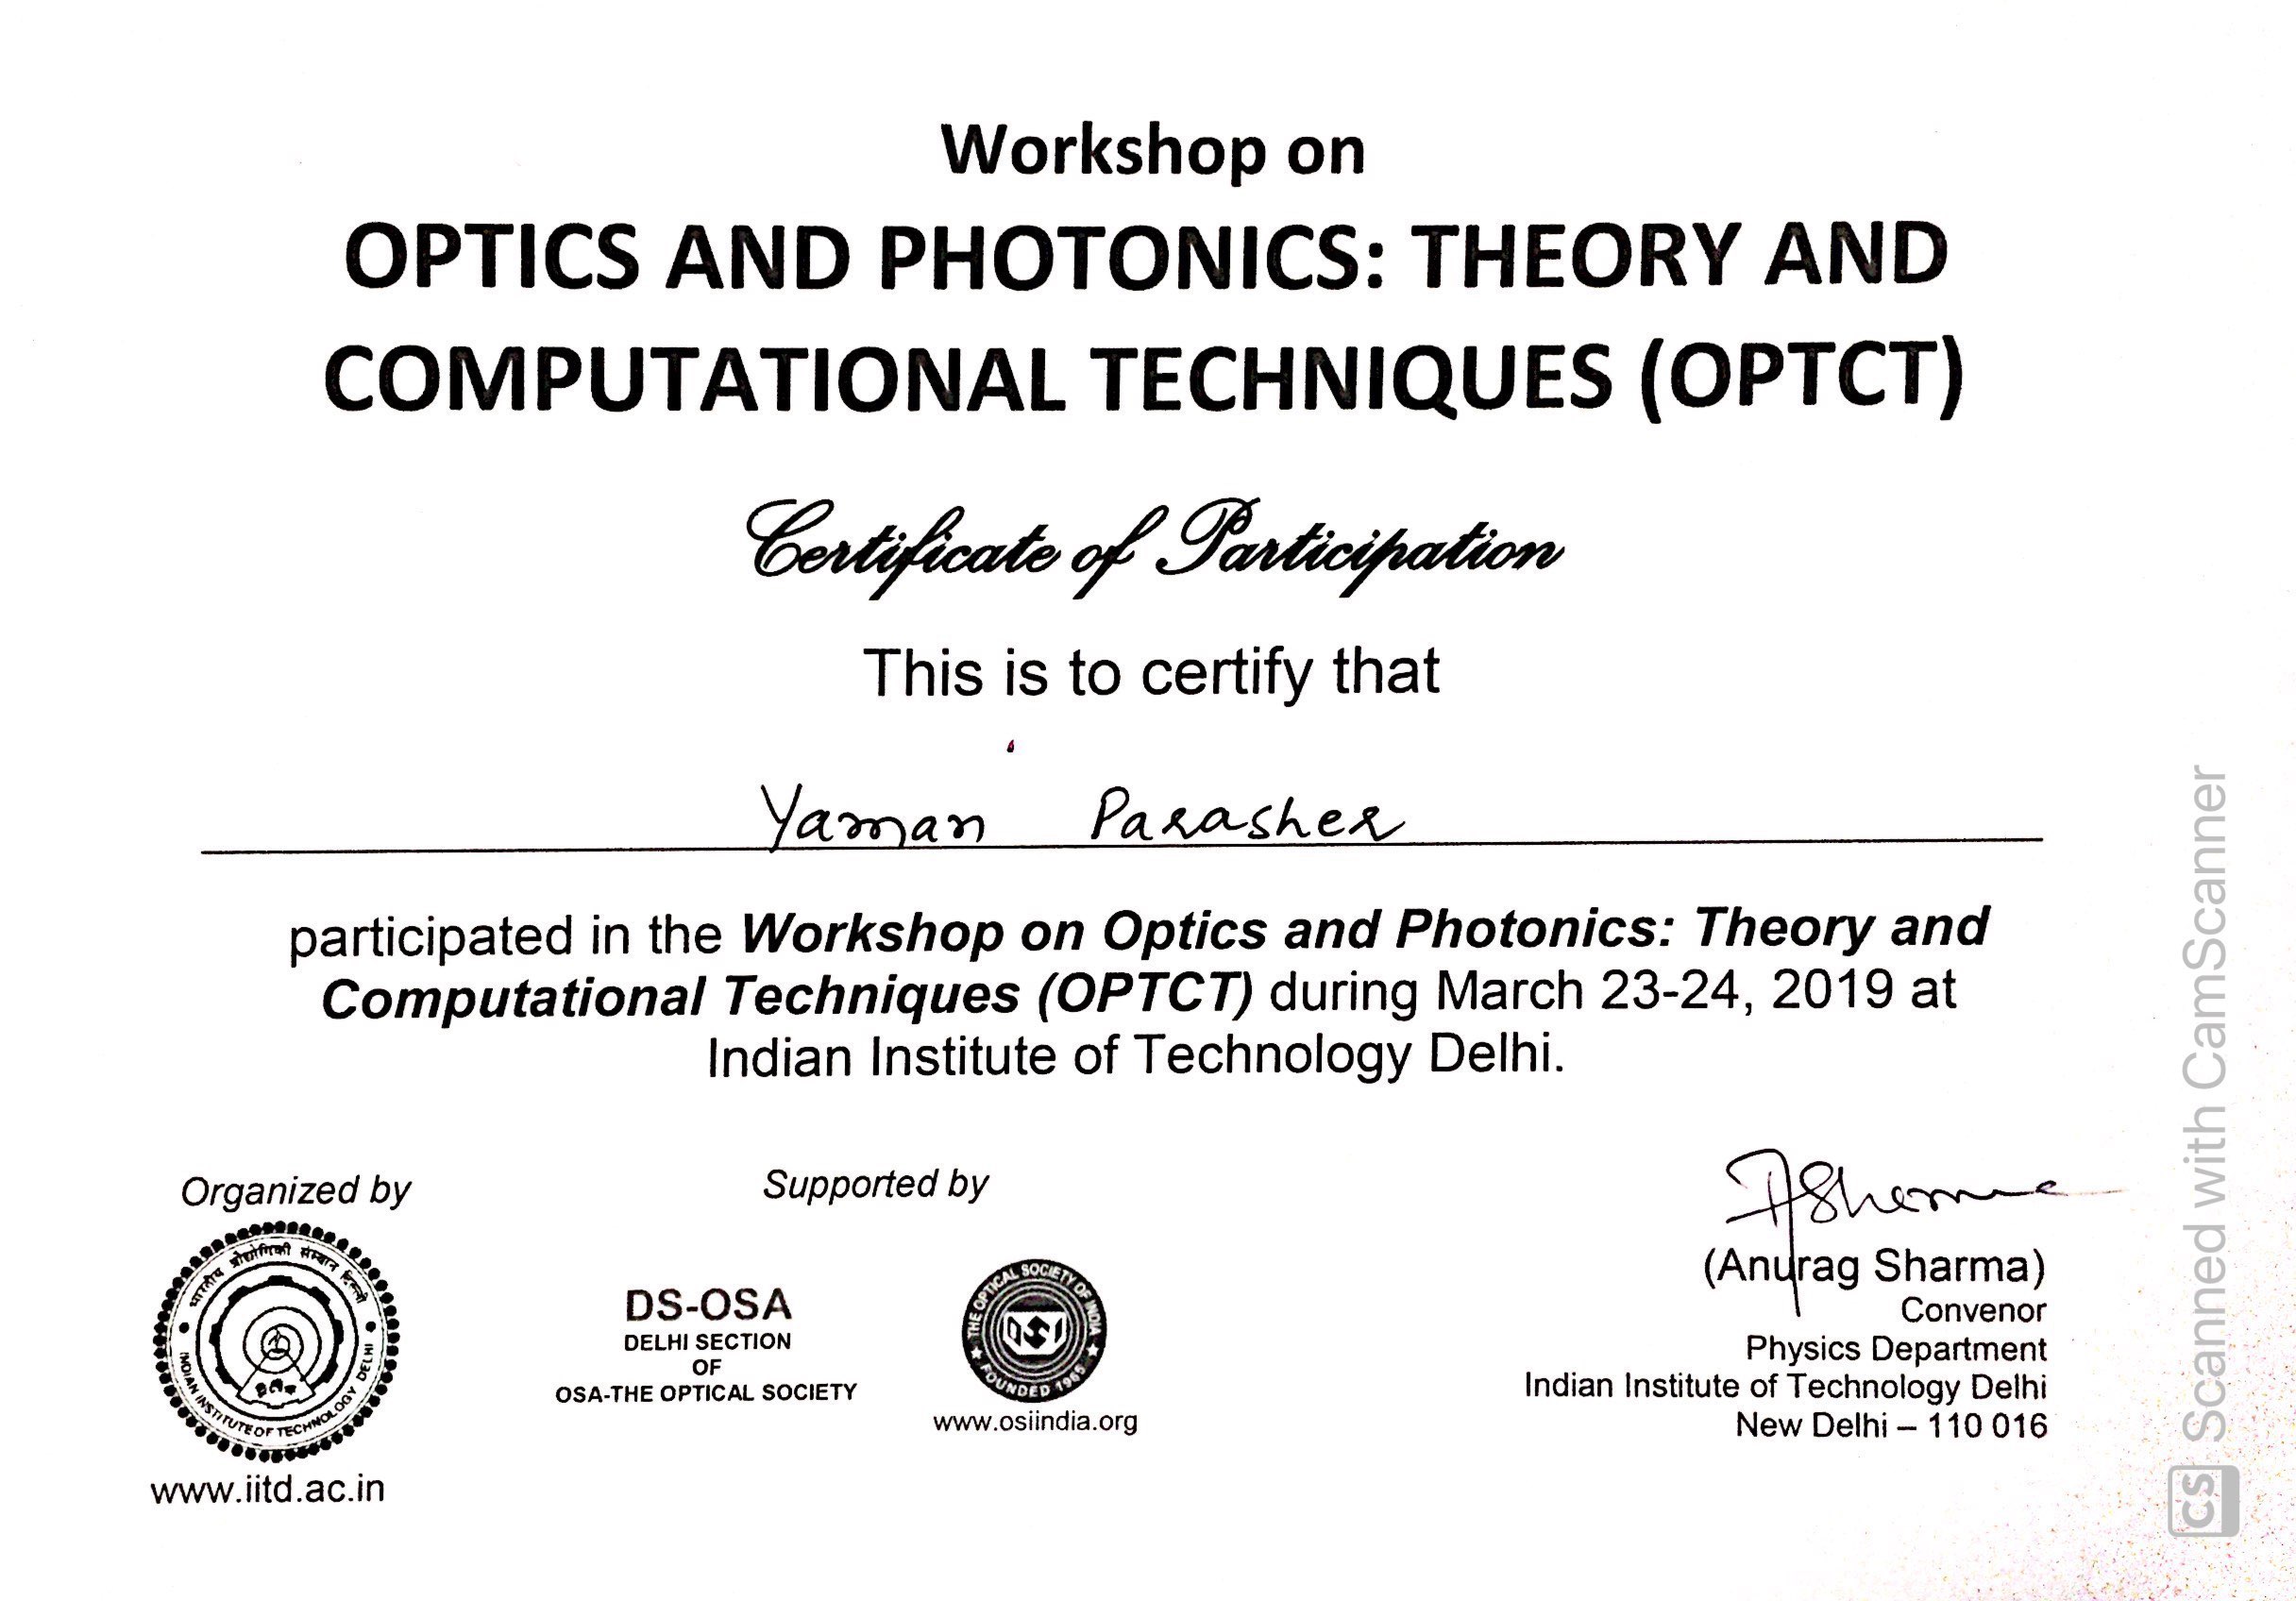 Workshop on
OPTICS AND PHOTONICS: THEORY AND
COMPUTATIONAL TECHNIQUES (OPTCT)
Certificate of Participation
This is to certify that
Yaman Parasher
participated in the Workshop on Optics and Photonics: Theory and
Computational Techniques (OPTCT) during March 23-24, 2019 at
Indian Institute of Technology Delhi.
Organized by
भारतीय प्रौद्योगिकी संस्थान दिल्ली
INDIAN INSTITUTE OF TECHNOLOGY DELHI
www.iitd.ac.in
Supported by
DS-OSA
DELHI SECTION
OF
OSA-THE OPTICAL SOCIETY
THE OPTICAL SOCIETY OF INDIA
OSI
FOUNDED 1965
www.osiindia.org
ASharma
(Anurag Sharma)
Convenor
Physics Department
Indian Institute of Technology Delhi
New Delhi – 110 016
CS Scanned with CamScanner